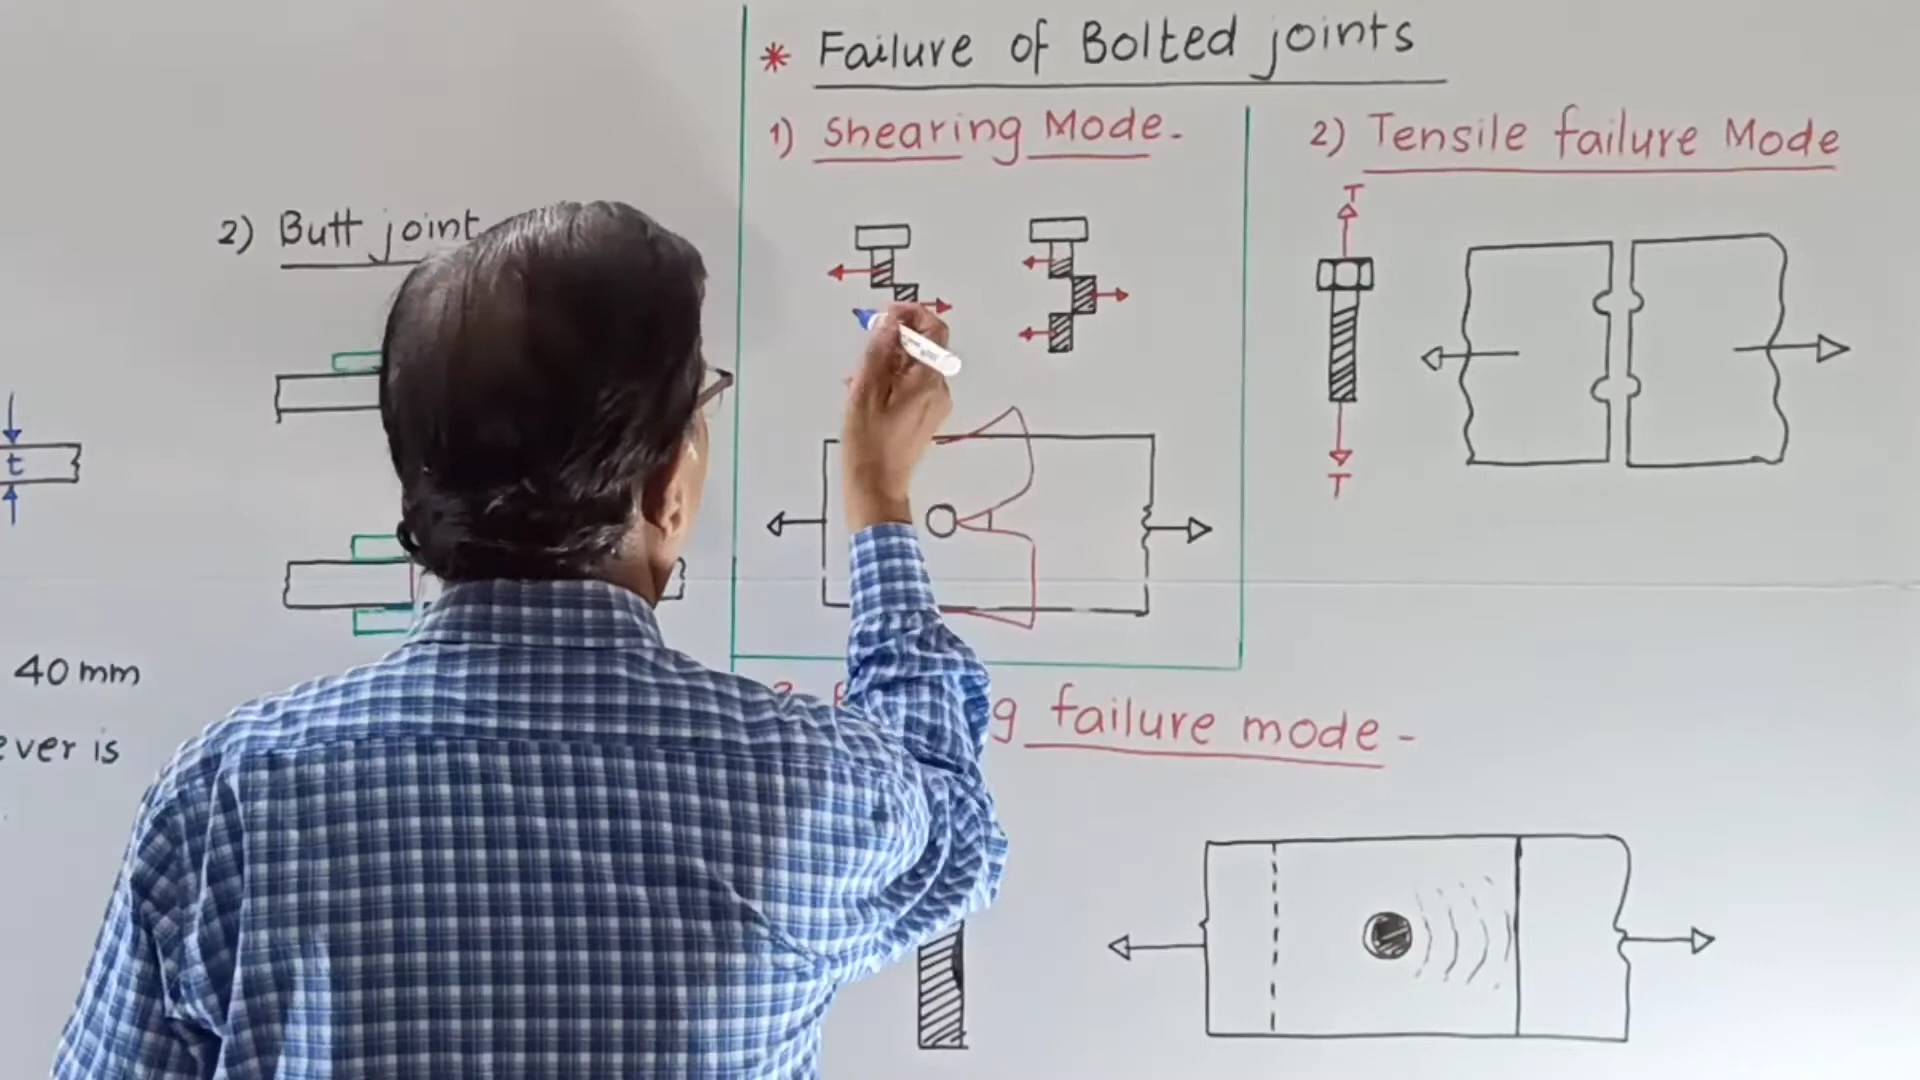 * Failure of Bolted joints
1) Shearing Mode-
2) Tensile failure Mode
T
T
2) Butt joint
t
40 mm
ever is
g failure mode-